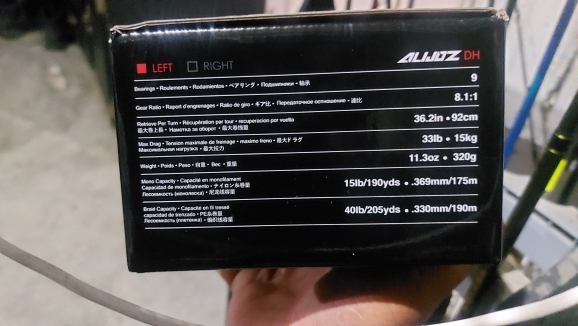 LEFT RIGHT ALIJOZ DH
Bearings • Roulements • Rodamientos • ベアリング • Подшипники • 轴承 9
Gear Ratio • Raport d'engrenages • Ratio de giro • ギア比 • Передаточное соотношение • 速比 8.1:1
Retrieve Per Turn • Récupération par tour • recuperacion por vuelta 36.2in • 92cm
最大巻上長 • Намотка за оборот • 最大卷线量
Max Drag • Tension maximale de freinage • maximo freno • 最大ドラグ 33lb • 15kg
Максимальная нагрузка • 最大拉力
Weight • Poids • Peso • 自重 • Вес • 重量 11.3oz • 320g
Mono Capacity • Capacité en monofilament
Capacidad de monofilamento • ナイロン糸巻量 15lb/190yds • .369mm/175m
Лесоемкость (монолеска) • 尼龙线容量
Braid Capacity • Capacité en fil tressé
capacidad de trenzado • PE糸巻量 40lb/205yds • .330mm/190m
Лесоемкость (плетенка) • 编织线容量